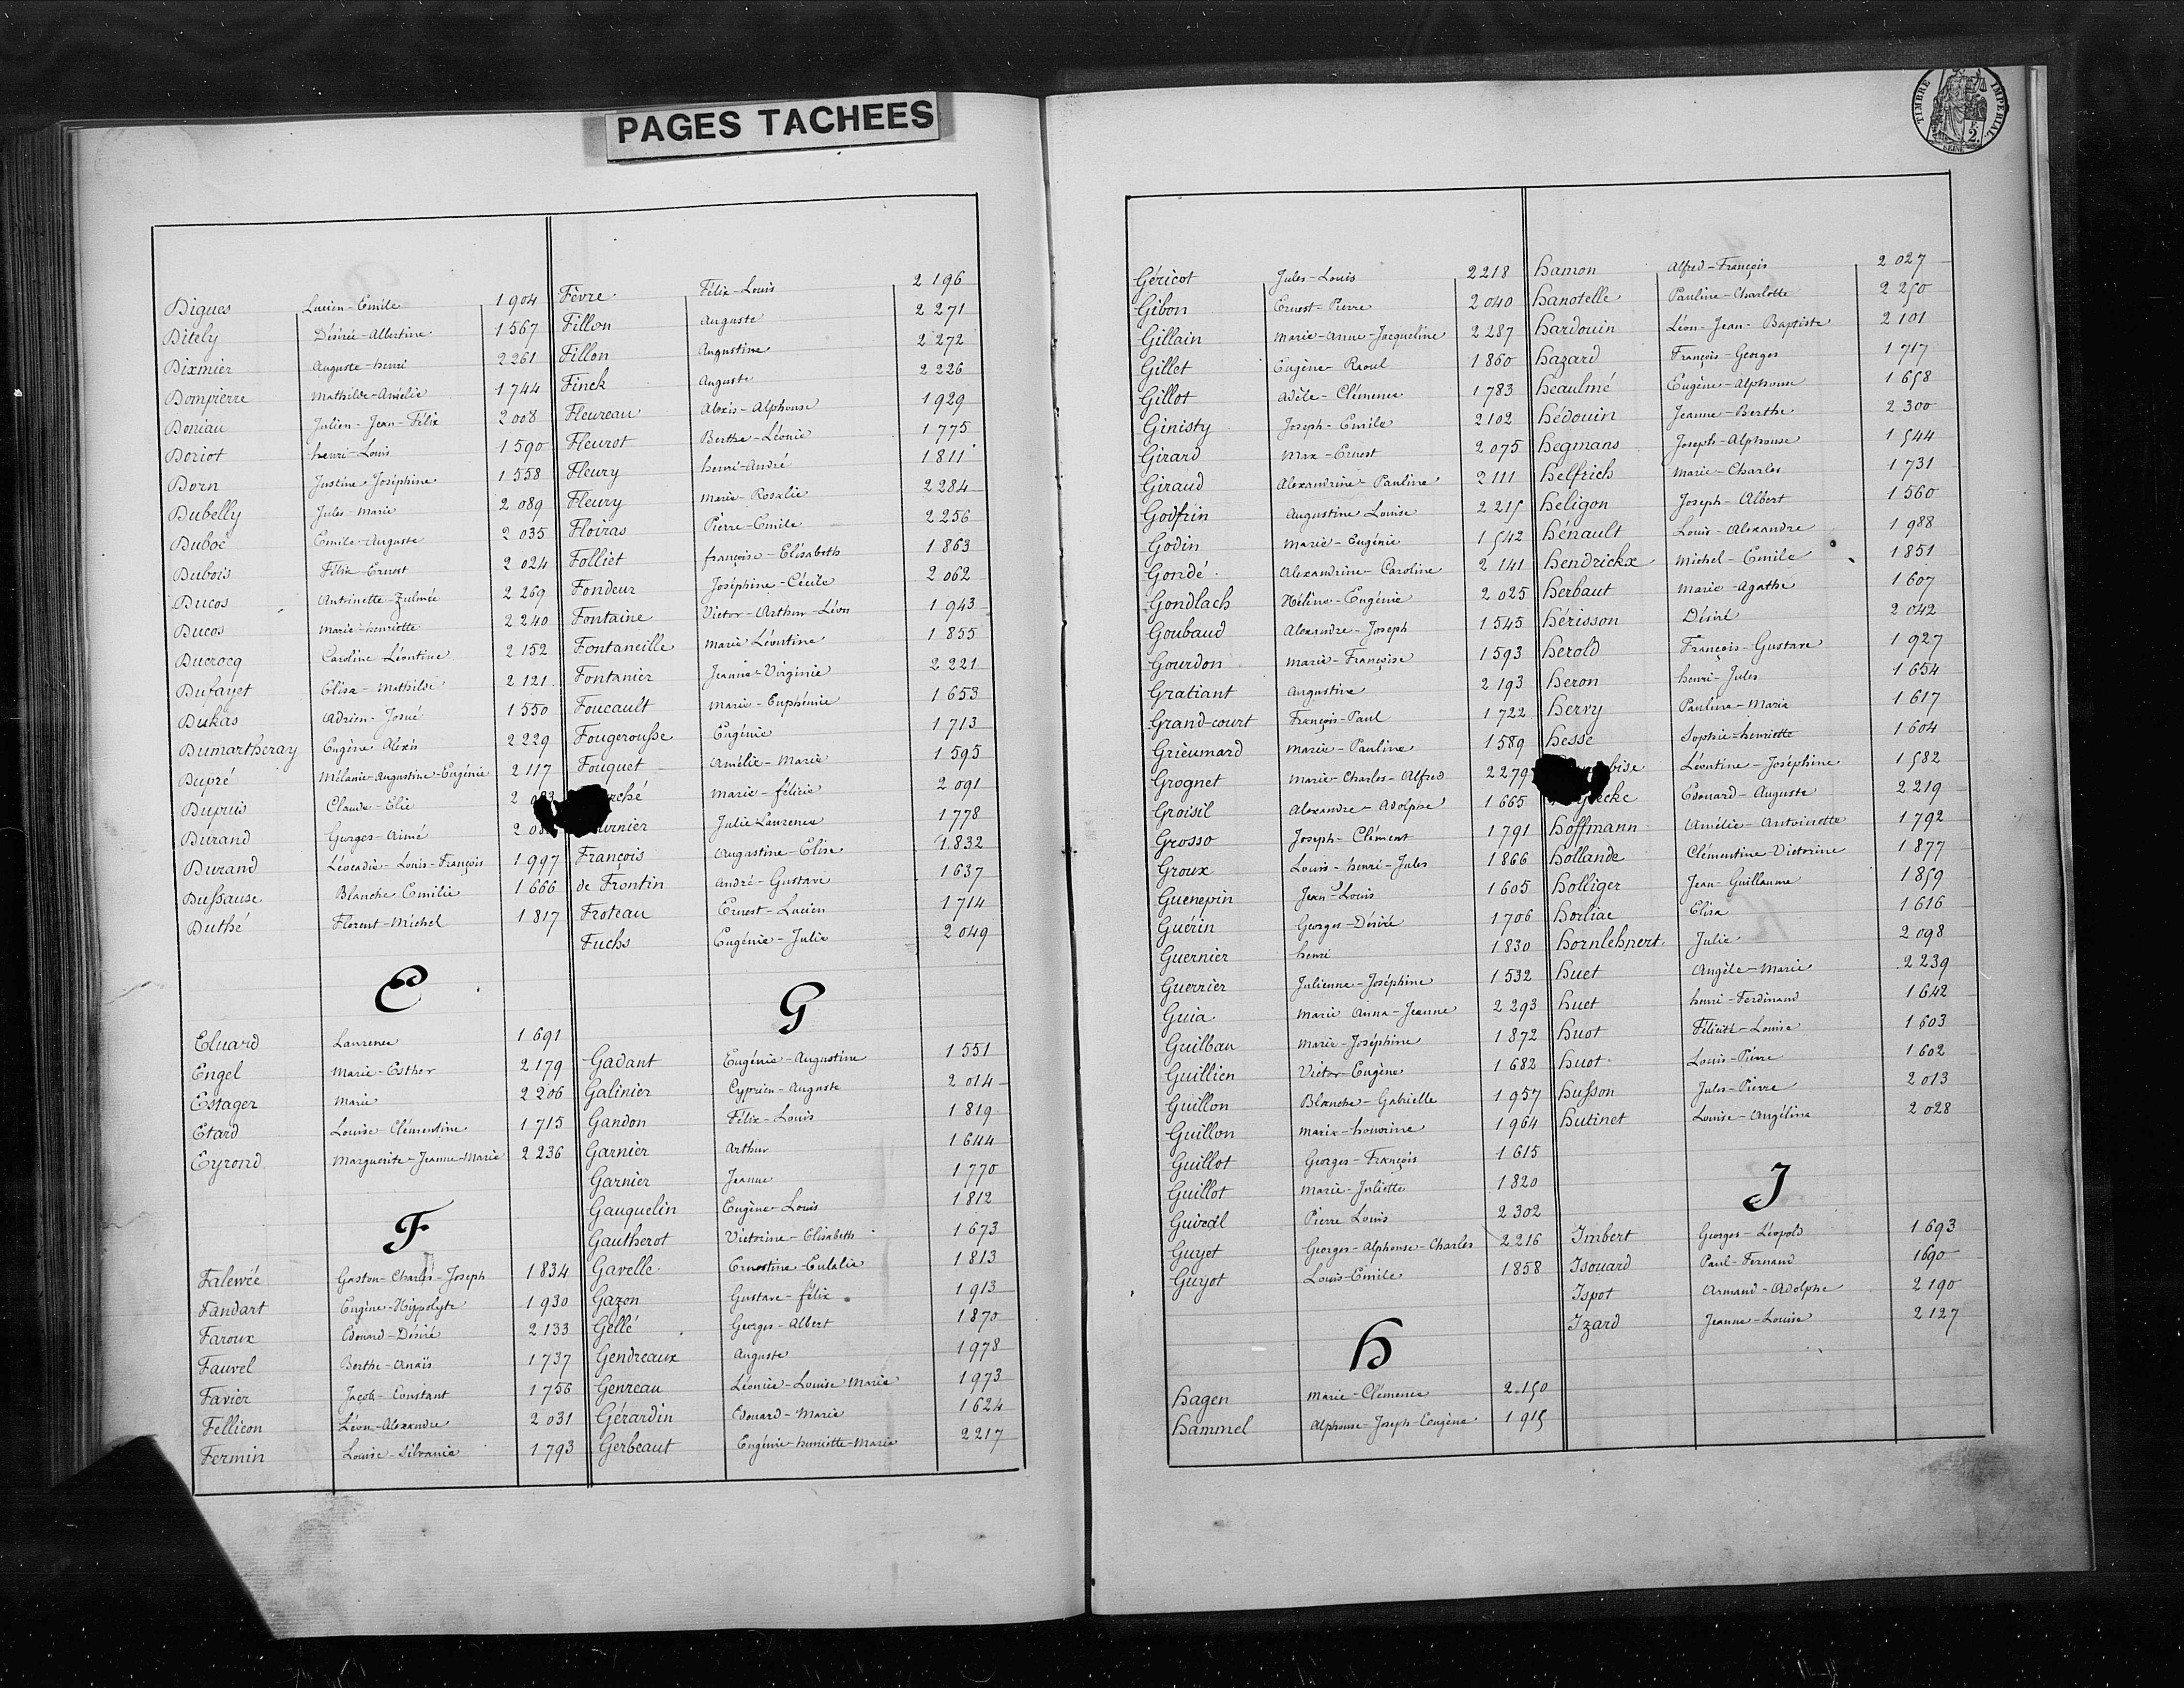 PAGES TACHEES
Digues Lucien-Emile 1904
Ditely Désirée-Albertine 1567
Dixmier Auguste-henri 2261
Dompierre Mathilde-Amélie 1744
Doniau Julien-Jean-Félix 2008
Doriot henri-Louis 1590
Dorn Justine Joséphine 1558
Dubelly Jules-Marie 2089
Duboc Emile-Auguste 2035
Dubois Félix-Ernest 2024
Ducos Antoinette-Zulmée 2269
Ducos Marie-henriette 2240
Ducrocq Caroline Léontine 2152
Dufayet Elisa-Mathilde 2121
Dukas Adrien-Josué 1550
Dumartheray Eugène Alexis 2229
Dupré Mélanie-Augustine-Eugénie 2117
Dupuis Claude-Elie
Durand Georges-Aimé
Durand Léocadie-Louis-François 1997
Dussause Blanche Emilie 1666
Duthé Florent-Michel 1817
E
Eluard Laurence 1691
Engel Marie-Esther 2179
Estager Marie 2206
Etard Louise-Clémentine 1715
Eyrond Marguerite-Jeanne-Marie 2236
F
Falewée Gaston-Charles-Joseph 1834
Fandart Eugène-Hippolyte 1930
Faroux Edouard-Désiré 2133
Fauvel Berthe-Anaïs 1737
Favier Jacob-Constant 1756
Fellicon Léon-Alexandre 2031
Fermin Louise-Silvanie 1793
Fèvre Félix-Louis 2196
Fillon Auguste 2271
Fillon Augustine 2272
Finck Auguste 2226
Fleureau Alexis-Alphonse 1929
Fleurot Berthe-Léonie 1775
Fleury henri-André 1811
Fleury Marie-Rosalie 2284
Floiras Pierre-Emile 2256
Folliet françoise-Elisabeth 1863
Fondeur Joséphine-Cécile 2062
Fontaine Victor-Arthur-Léon 1943
Fontaneille Marie Léontine 1855
Fontanier Jeanne-Virginie 2221
Foucault Marie-Euphémie 1653
Fougerousse Eugénie 1713
Fouquet Amélie-Marie 1595
rché Marie-félicie 2091
urnier Julie Laurence 1778
François Augustine-Elise 1832
de Frontin André-Gustave 1637
Froteau Ernest-Lucien 1714
Fuchs Eugénie-Julie 2049
G
Gadant Eugénie-Augustine 1551
Galinier Cyprien-Auguste 2014
Gandon Félix-Louis 1819
Garnier Arthur 1644
Garnier Jeanne 1770
Gauquelin Eugène-Louis 1812
Gautherot Victorine-Elisabeth 1673
Gavelle Ernestine-Eulalie 1813
Gazon Gustave-félix 1913
Gellé Georges-Albert 1870
Gendreaux Auguste 1978
Genreau Léonie-Louise Marie 1973
Gérardin Edouard-Marie 1624
Gerbeaut Eugénie-henriette-Marie 2217
TIMBRE IMPERIAL
2.
SEINE
Géricot Jules-Louis 2218
Gibon Ernest-Pierre 2040
Gillain Marie-Anne-Jacqueline 2287
Gillet Eugène-Raoul 1860
Gillot Adèle-Clémence 1783
Ginisty Joseph-Emile 2102
Girard Max-Ernest 2075
Giraud Alexandrine-Pauline 2111
Godfrin Augustine Louise 2215
Godin Marie-Eugénie 1542
Gondé Alexandrine-Caroline 2141
Gondlach Hélène-Eugénie 2025
Goubaud Alexandre-Joseph 1545
Gourdon Marie-Françoise 1593
Gratiant Augustine 2193
Grand-court François-Paul 1722
Grieumard Marie-Pauline 1589
Grognet Marie-Charles-Alfred 2279
Groisil Alexandre-Adolphe 1665
Grosso Joseph-Clément 1791
Groux Louis-henri-Jules 1866
Guenepin Jean-Louis 1605
Guérin Georges-Désiré 1706
Guernier henri 1830
Guerrier Julienne-Joséphine 1532
Guia Marie Anna-Jeanne 2293
Guilbau Marie-Joséphine 1872
Guillien Victor-Eugène 1682
Guillon Blanche-Gabrielle 1957
Guillon Marie-honorine 1964
Guillot Georges-François 1615
Guillot Marie-Juliette 1820
Pierre Louis 2302
Guyet Georges-Alphonse-Charles 2216
Guyot Louis-Emile 1858
H
Hagen Marie-Clémence 2150
Hammel Alphonse-Joseph-Eugène 1915
Hamon Alfred-François 2027
Hanotelle Pauline-Charlotte 2250
Hardouin Léon-Jean-Baptiste 2101
Hazard François-Georges 1717
Heaulmé Eugène-Alphonse 1658
Hédouin Jeanne-Berthe 2300
Hegmans Joseph-Alphonse 1544
Helfrich Marie-Charles 1731
Heligon Joseph-Albert 1560
Hénault Louis-Alexandre 1988
Hendrickx Michel-Emile 1851
Herbaut Marie-Agathe 1607
Hérisson Désiré 2042
Herold François-Gustave 1927
Heron henri-Jules 1654
Hervy Pauline-Maria 1617
Hesse Sophie-henriette 1604
bise Léontine-Joséphine 1582
Edouard-Auguste 2219
Hoffmann Amélie-Antoinette 1792
Hollande Clémentine Victorine 1877
Holliger Jean-Guillaume 1859
Horliac Elisa 1616
Hornlehnert Julie 2098
Huet Angèle-Marie 2239
Huet henri-Ferdinand 1642
Huot Félicité-Louise 1603
Huot Louis-Pierre 1602
Husson Jules-Pierre 2013
Hutinet Louise-Angéline 2028
I
Imbert Georges-Léopold 1693
Isouard Paul-Fernand 1690
Ispot Armand-Adolphe 2190
Izard Jeanne-Louise 2127